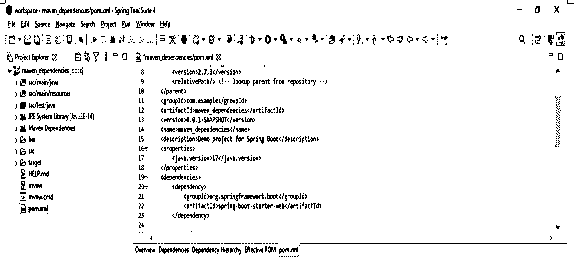 workspace - maven_dependencies/pom.xml - Spring Tool Suite 4
File Edit Source Navigate Search Project Run Window Help
Project Explorer
maven_dependencies
src/main/java
src/main/resources
src/test/java
JRE System Library
Maven Dependencies
bin
src
target
HELP.md
mvnw
mvnw.cmd
pom.xml
*maven_dependencies/pom.xml
8 <version>2.7.3</version>
9 <relativePath/> <!-- lookup parent from repository -->
10 </parent>
11 <groupId>com.example</groupId>
12 <artifactId>maven_dependencies</artifactId>
13 <version>0.0.1-SNAPSHOT</version>
14 <name>maven_dependencies</name>
15 <description>Demo project for Spring Boot</description>
16 <properties>
17 <java.version>17</java.version>
18 </properties>
19 <dependencies>
20 <dependency>
21 <groupId>org.springframework.boot</groupId>
22 <artifactId>spring-boot-starter-web</artifactId>
23 </dependency>
24
Overview Dependencies Dependency Hierarchy Effective POM pom.xml